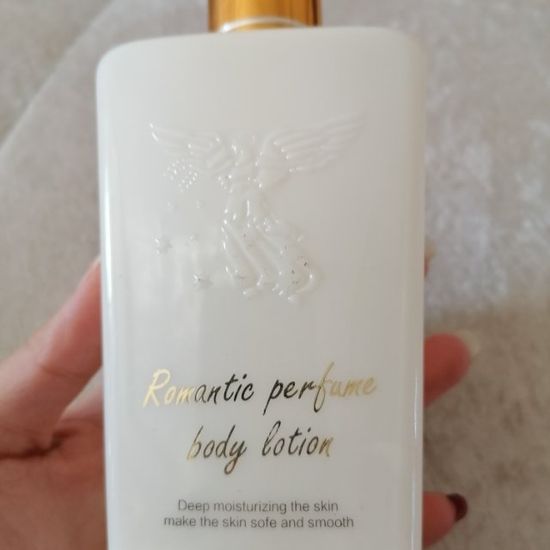 Romantic perfume
body lotion
Deep moisturizing the skin
make the skin sofe and smooth